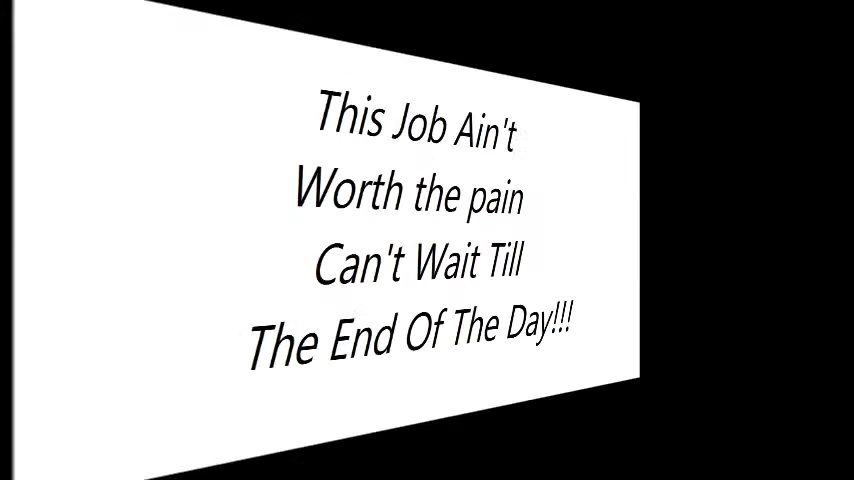 This Job Ain't
Worth the pain
Can't Wait Till
The End Of The Day!!!